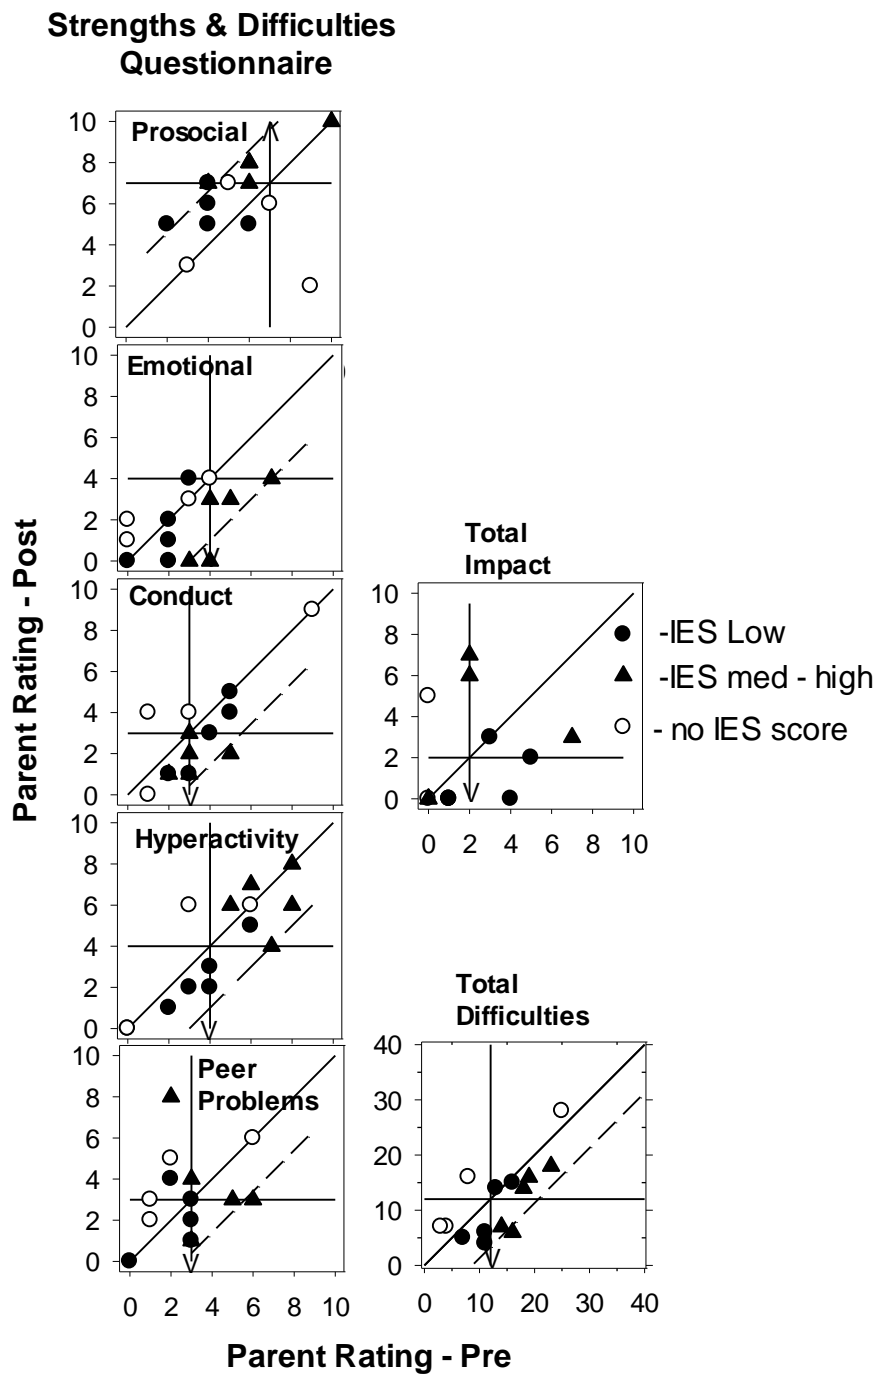 Strengths & Difficulties
Questionnaire
Parent Rating - Post
10
8
6
4
2
0
Prosocial
10
8
6
4
2
0
Emotional
10
8
6
4
2
0
Conduct
10
8
6
4
2
0
Hyperactivity
10
8
6
4
2
0
Peer
Problems
0 2 4 6 8 10
Total
Impact
10
8
6
4
2
0
0 2 4 6 8 10
-IES Low
-IES med - high
- no IES score
Total
Difficulties
40
30
20
10
0
0 10 20 30 40
Parent Rating - Pre